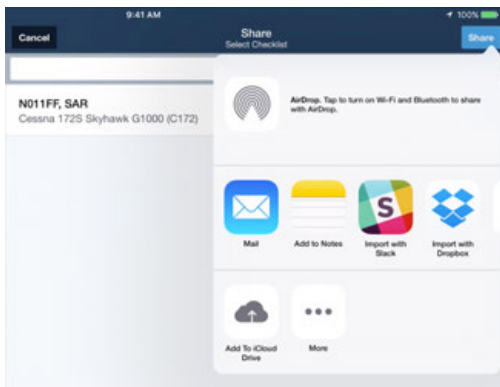 9:41 AM
100%
Cancel
Share
Select Checklist
Share
N011FF, SAR
Cessna 172S Skyhawk G1000 (C172)
AirDrop. Tap to turn on Wi-Fi and Bluetooth to share
with AirDrop.
Mail
Add to Notes
Import with
Slack
Import with
Dropbox
Add To iCloud
Drive
More